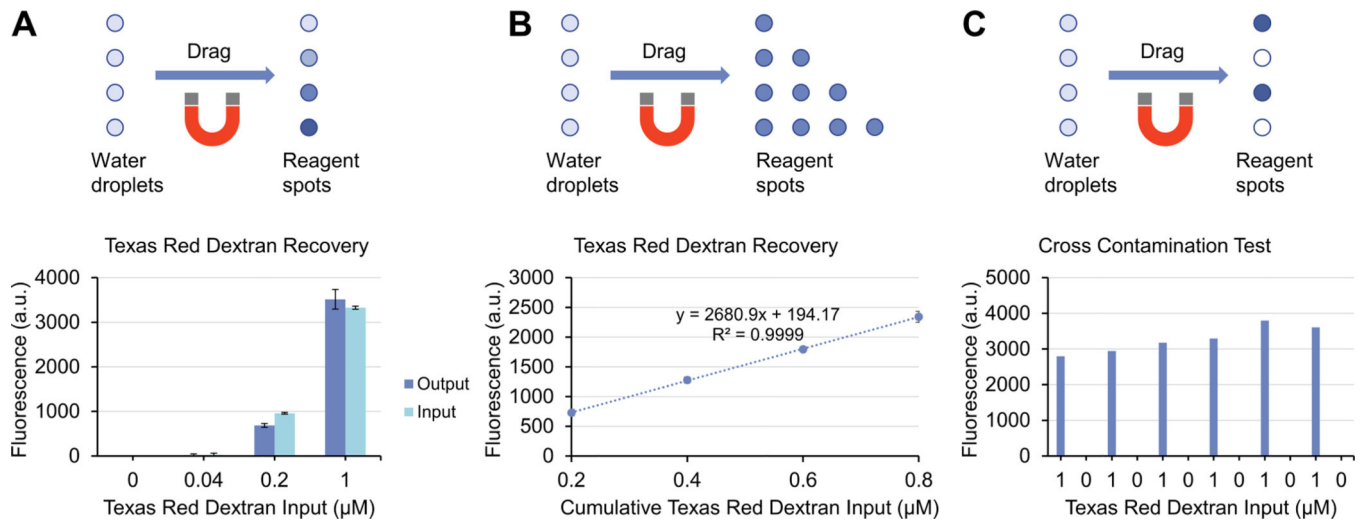 A
Drag
Water
droplets
Reagent
spots
Texas Red Dextran Recovery
Fluorescence (a.u.)
4000
3000
2000
1000
0
0 0.04 0.2 1
Texas Red Dextran Input (µM)
Output
Input
B
Drag
Water
droplets
Reagent
spots
Texas Red Dextran Recovery
Fluorescence (a.u.)
3000
2500
2000
1500
1000
500
0
y = 2680.9x + 194.17
R² = 0.9999
0.2 0.4 0.6 0.8
Cumulative Texas Red Dextran Input (µM)
C
Drag
Water
droplets
Reagent
spots
Cross Contamination Test
Fluorescence (a.u.)
5000
4000
3000
2000
1000
0
1 0 1 0 1 0 1 0 1 0 1 0
Texas Red Dextran Input (µM)